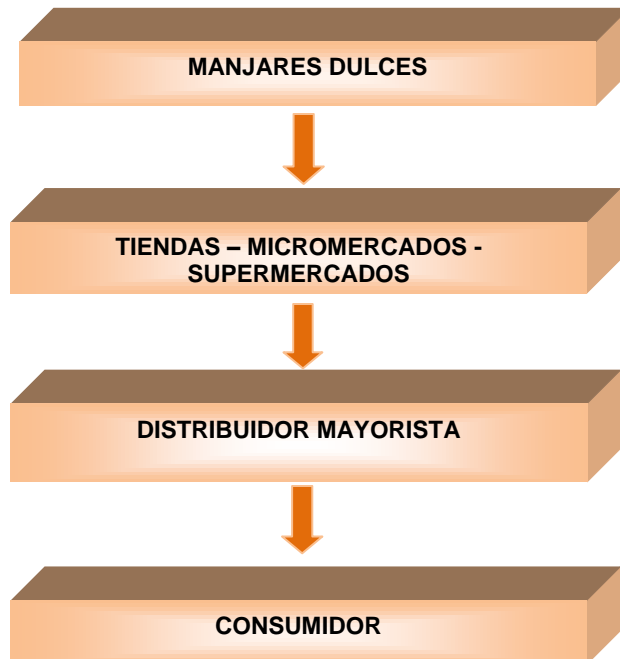 MANJARES DULCES
TIENDAS – MICROMERCADOS -
SUPERMERCADOS
DISTRIBUIDOR MAYORISTA
CONSUMIDOR